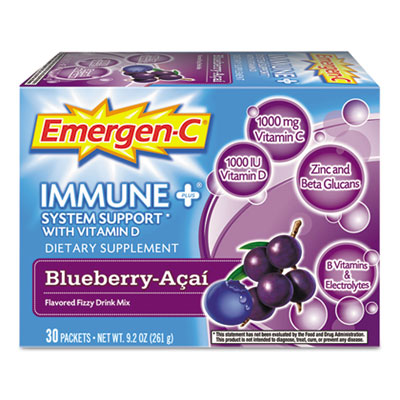 Emergen-C®
IMMUNE +PLUS®
SYSTEM SUPPORT*
WITH VITAMIN D
DIETARY SUPPLEMENT
Blueberry-Açaí
Flavored Fizzy Drink Mix
30 PACKETS • NET WT. 9.2 OZ (261 g)
1000 mg
Vitamin C
1000 IU
Vitamin D
Zinc and
Beta Glucans
B Vitamins
&
Electrolytes
* This statement has not been evaluated by the Food and Drug Administration.
This product is not intended to diagnose, treat, cure, or prevent any disease.